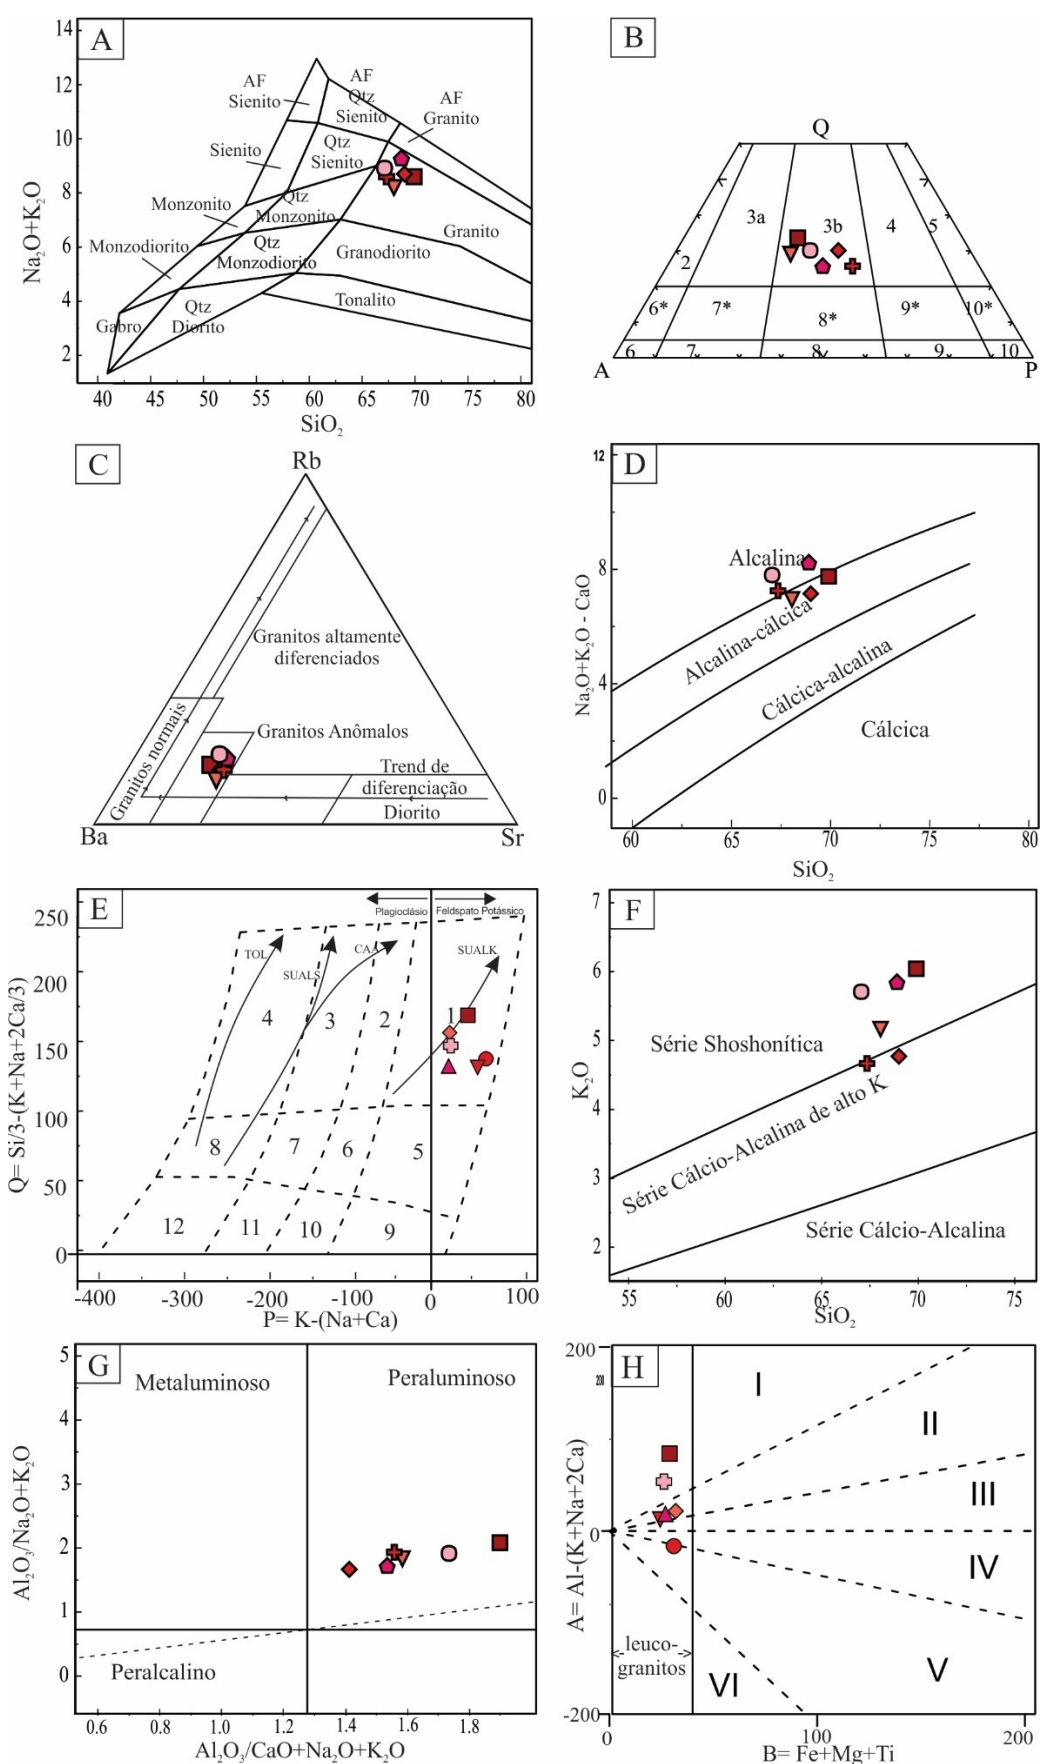 A
Na₂O+K₂O
14
12
10
8
6
4
2
AF
Sienito
AF
Qtz
Sienito
AF
Granito
Sienito
Qtz
Sienito
Monzonito
Qtz
Monzonito
Monzodiorito
Qtz
Monzodiorito
Granito
Granodiorito
Gabro
Qtz
Diorito
Tonalito
40 45 50 55 60 65 70 75 80
SiO₂
B
Q
3a
3b
4
5
2
6*
7*
8*
9*
10*
6
7
8
9
10
A
P
C
Rb
Granitos altamente
diferenciados
Granitos normais
Granitos Anômalos
Trend de
diferenciação
Diorito
Ba
Sr
D
Na₂O+K₂O - CaO
12
8
4
0
Alcalina
Alcalina-cálcica
Cálcica-alcalina
Cálcica
60 65 70 75 80
SiO₂
E
Plagioclásio
Feldspato Potássico
Q= Si/3-(K+Na+2Ca/3)
250
200
150
100
50
0
TOL
SUALS
CAA
SUALK
4
3
2
1
8
7
6
5
12
11
10
9
-400 -300 -200 -100 0 100
P= K-(Na+Ca)
F
K₂O
7
6
5
4
3
2
Série Shoshonítica
Série Cálcio-Alcalina de alto K
Série Cálcio-Alcalina
55 60 65 70 75
SiO₂
G
Al₂O₃/Na₂O+K₂O
5
4
3
2
1
0
Metaluminoso
Peraluminoso
Peralcalino
0.6 0.8 1.0 1.2 1.4 1.6 1.8
Al₂O₃/CaO+Na₂O+K₂O
H
A= Al-(K+Na+2Ca)
200
200
0
-200
I
II
III
IV
V
VI
leuco-
granitos
0 100 200
B= Fe+Mg+Ti